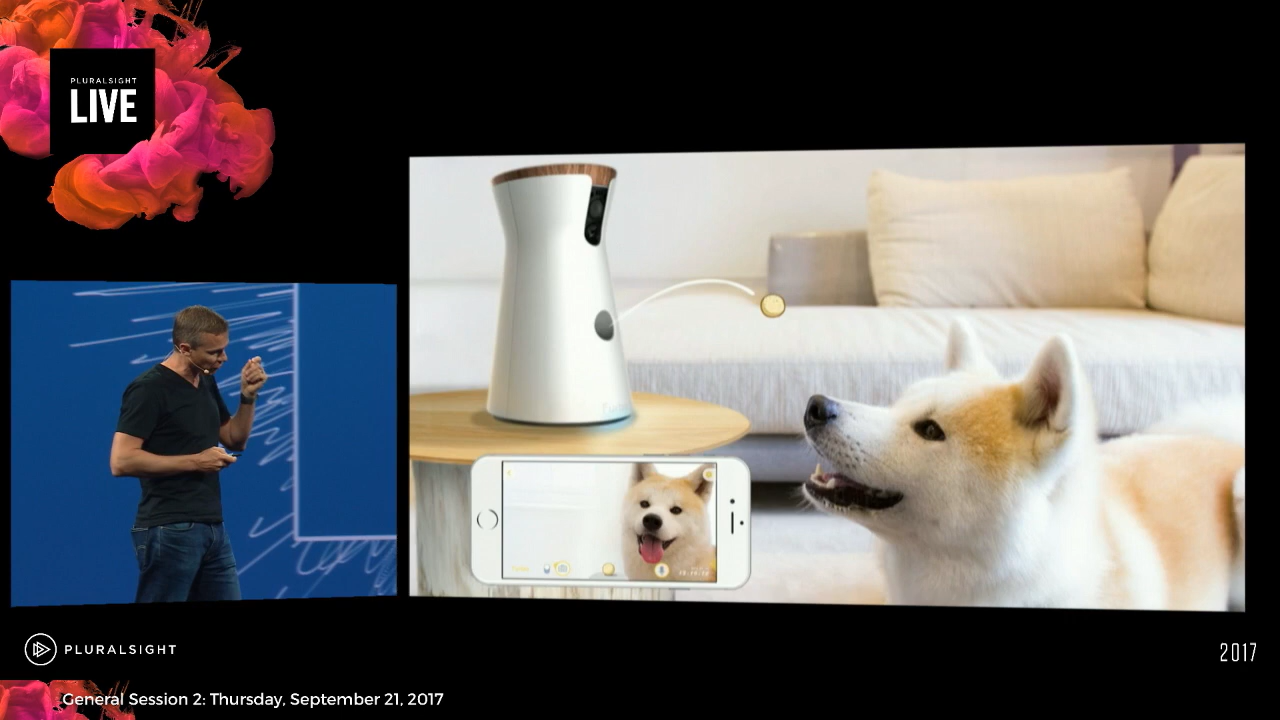 PLURALSIGHT
LIVE
PLURALSIGHT
2017
General Session 2: Thursday, September 21, 2017